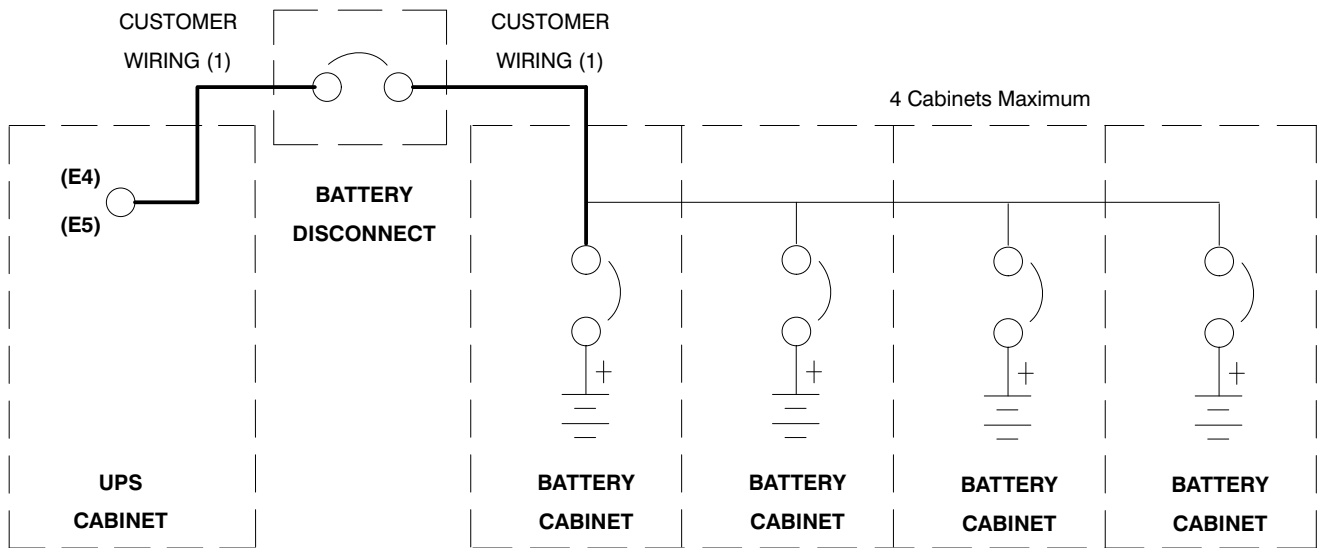 CUSTOMER
WIRING (1)
CUSTOMER
WIRING (1)
4 Cabinets Maximum
(E4)
(E5)
BATTERY
DISCONNECT
+
+
+
+
UPS
CABINET
BATTERY
CABINET
BATTERY
CABINET
BATTERY
CABINET
BATTERY
CABINET